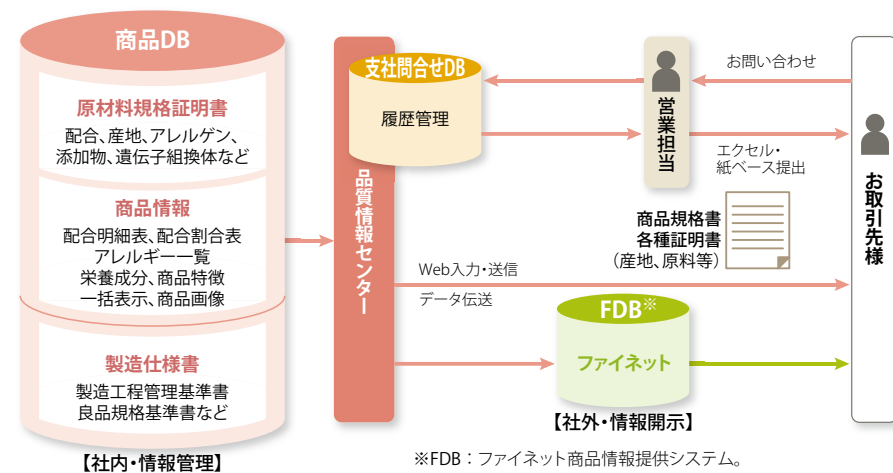 商品DB
原材料規格証明書
配合、産地、アレルゲン、
添加物、遺伝子組換体など
商品情報
配合明細表、配合割合表
アレルギー一覧
栄養成分、商品特徴
一括表示、商品画像
製造仕様書
製造工程管理基準書
良品規格基準書など
【社内・情報管理】
支社問合せDB
履歴管理
品質情報センター
営業担当
お問い合わせ
エクセル・
紙ベース提出
商品規格書
各種証明書
（産地、原料等）
お取引先様
Web入力・送信
データ伝送
FDB※
ファイネット
【社外・情報開示】
※FDB：ファイネット商品情報提供システム。